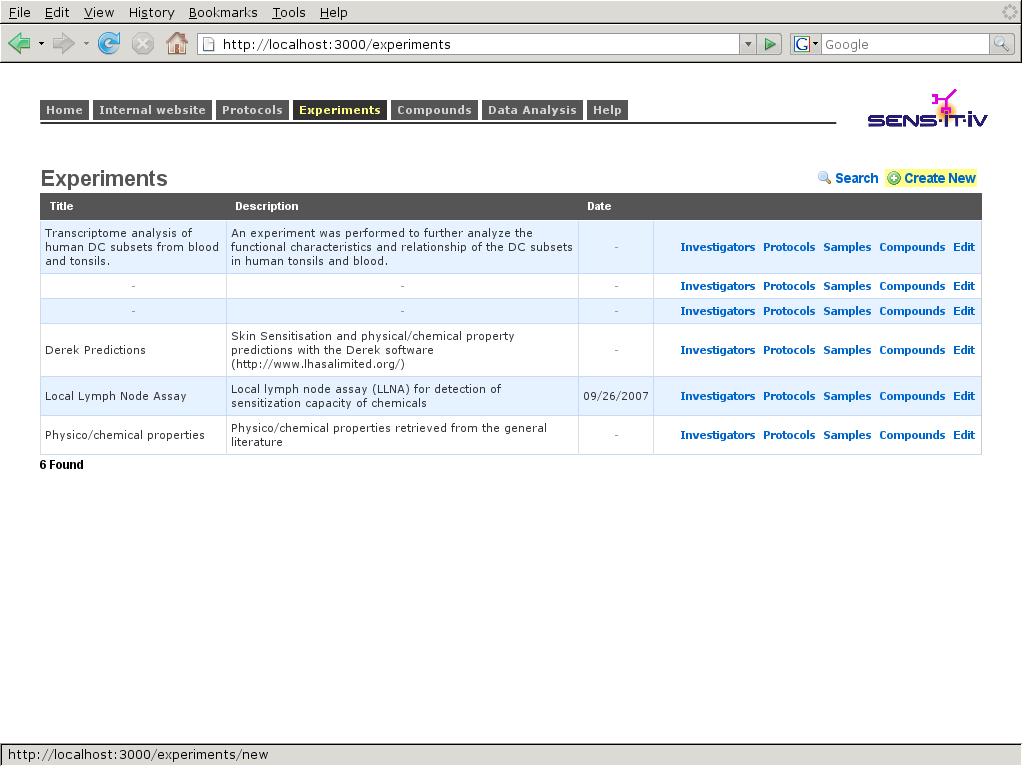 File Edit View History Bookmarks Tools Help
http://localhost:3000/experiments
G Google
Home Internal website Protocols Experiments Compounds Data Analysis Help
SENS-IT-IV
Experiments
Search Create New
Title Description Date
Transcriptome analysis of
human DC subsets from blood
and tonsils.
An experiment was performed to further analyze the
functional characteristics and relationship of the DC subsets
in human tonsils and blood.
- Investigators Protocols Samples Compounds Edit
- - - Investigators Protocols Samples Compounds Edit
- - - Investigators Protocols Samples Compounds Edit
Derek Predictions
Skin Sensitisation and physical/chemical property
predictions with the Derek software
(http://www.lhasalimited.org/)
- Investigators Protocols Samples Compounds Edit
Local Lymph Node Assay
Local lymph node assay (LLNA) for detection of
sensitization capacity of chemicals
09/26/2007 Investigators Protocols Samples Compounds Edit
Physico/chemical properties
Physico/chemical properties retrieved from the general
literature
- Investigators Protocols Samples Compounds Edit
6 Found
http://localhost:3000/experiments/new